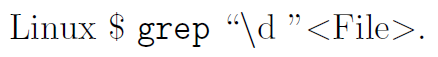 Linux $ grep “\d ”<File>.